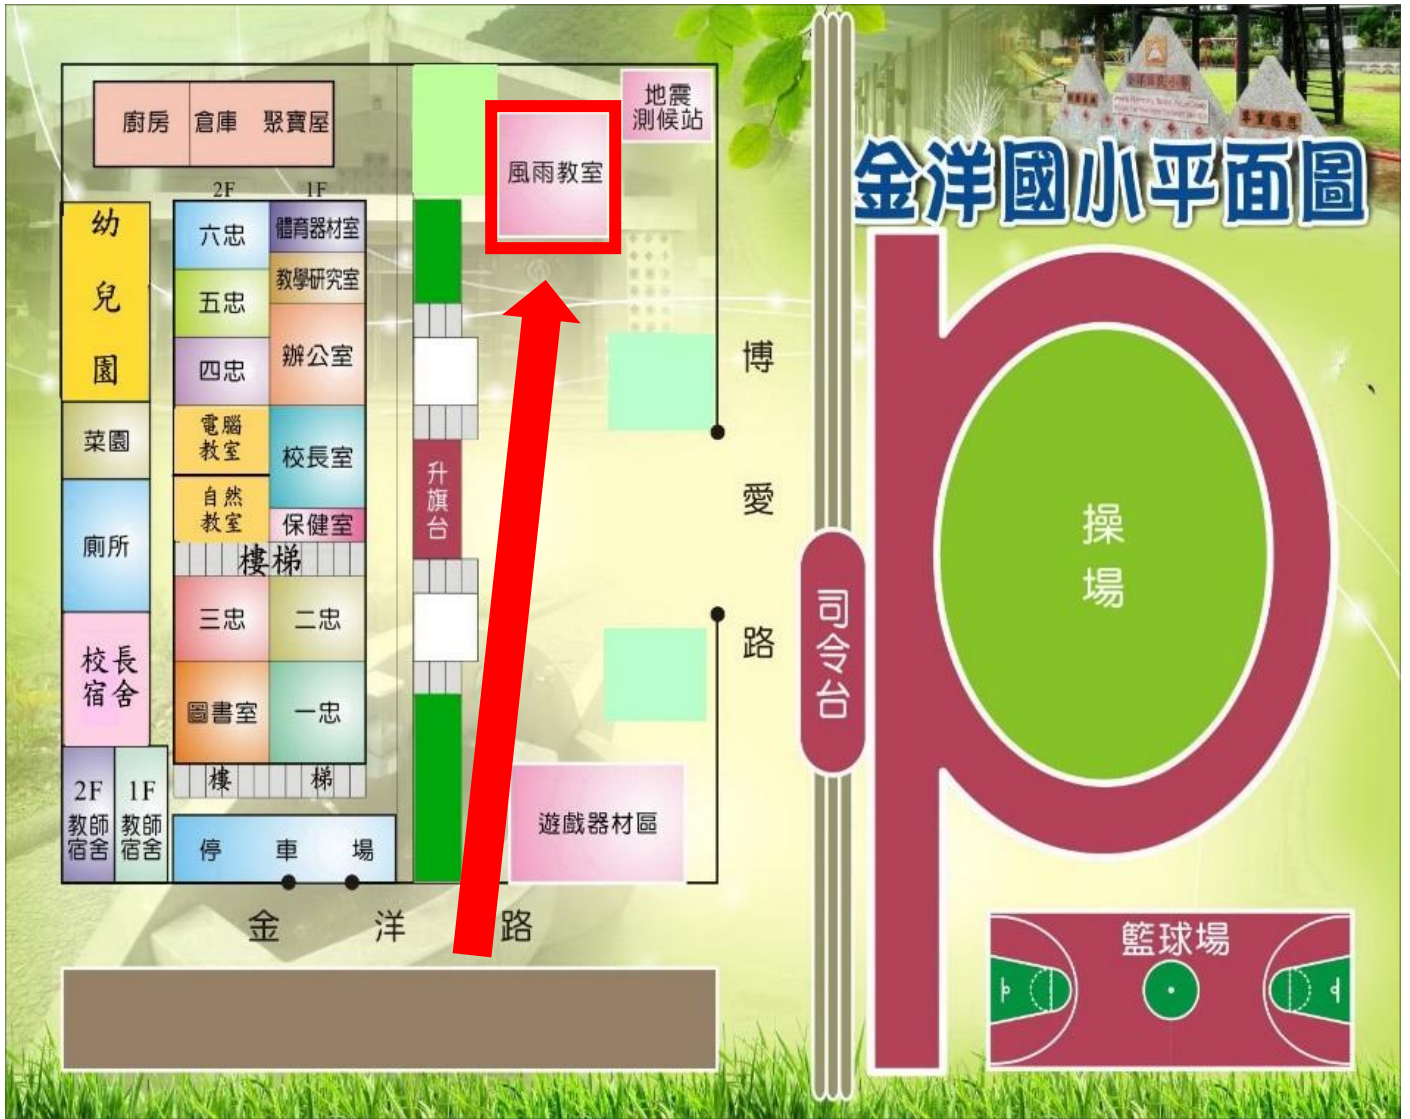 金洋國小平面圖
廚房
倉庫
聚寶屋
地震
測候站
風雨教室
2F
1F
幼
兒
園
六忠
體育器材室
五忠
教學研究室
四忠
辦公室
菜園
電腦
教室
校長室
自然
教室
保健室
廁所
樓梯
升
旗
台
三忠
二忠
校長
宿舍
圖書室
一忠
樓梯
2F
教師
宿舍
1F
教師
宿舍
停車場
遊戲器材區
博
愛
路
金洋路
司
令
台
操
場
籃球場